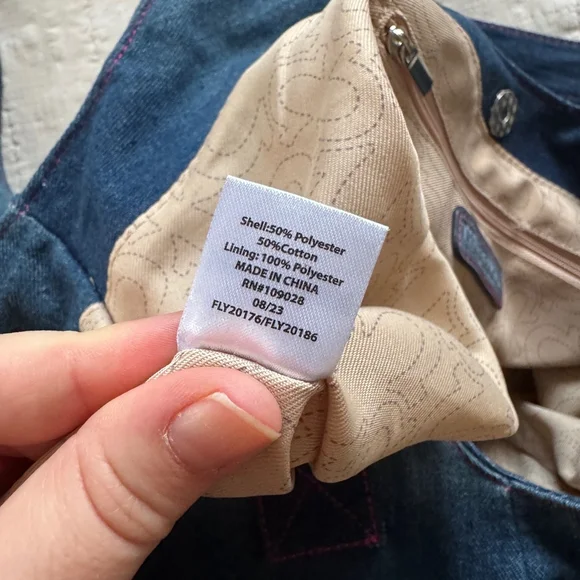 Shell:50% Polyester
50%Cotton
Lining: 100% Polyester
MADE IN CHINA
RN#109028
08/23
FLY20176/FLY20186